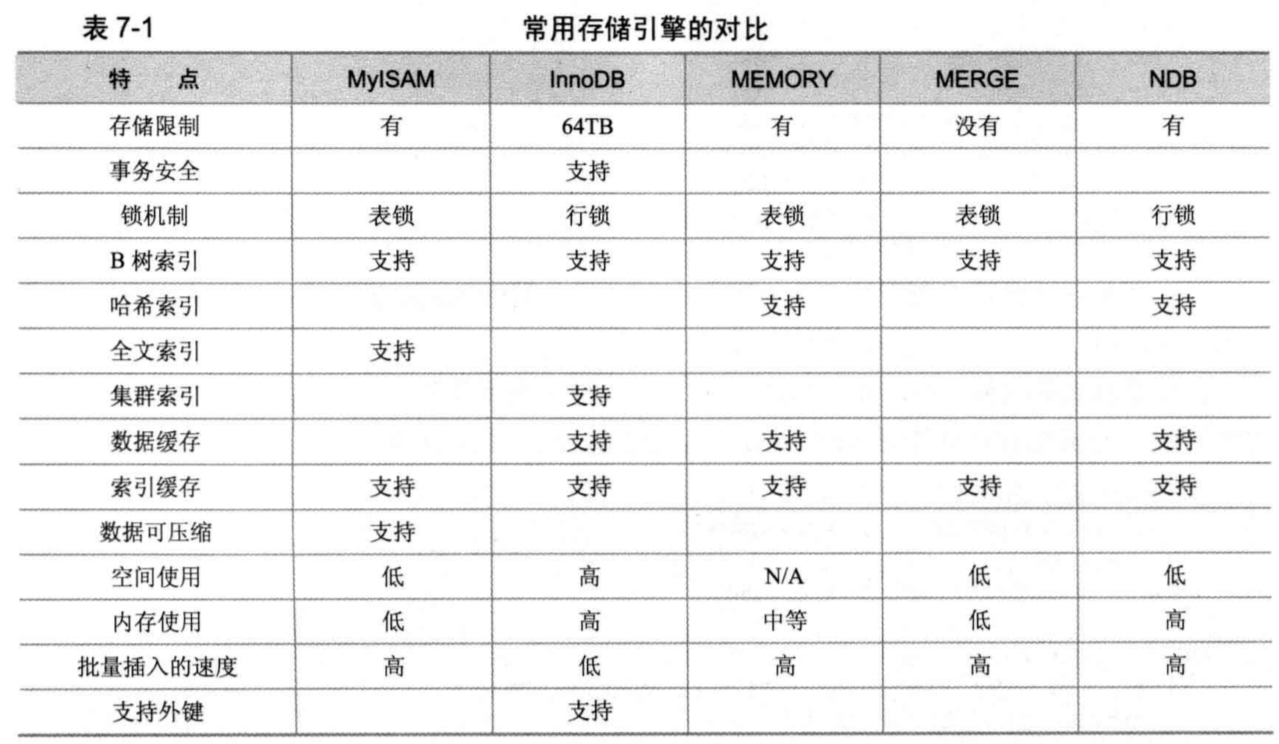 表 7-1 常用存储引擎的对比
特 点 MyISAM InnoDB MEMORY MERGE NDB
存储限制 有 64TB 有 没有 有
事务安全 支持
锁机制 表锁 行锁 表锁 表锁 行锁
B 树索引 支持 支持 支持 支持 支持
哈希索引 支持 支持
全文索引 支持
集群索引 支持
数据缓存 支持 支持 支持
索引缓存 支持 支持 支持 支持 支持
数据可压缩 支持
空间使用 低 高 N/A 低 低
内存使用 低 高 中等 低 高
批量插入的速度 高 低 高 高 高
支持外键 支持